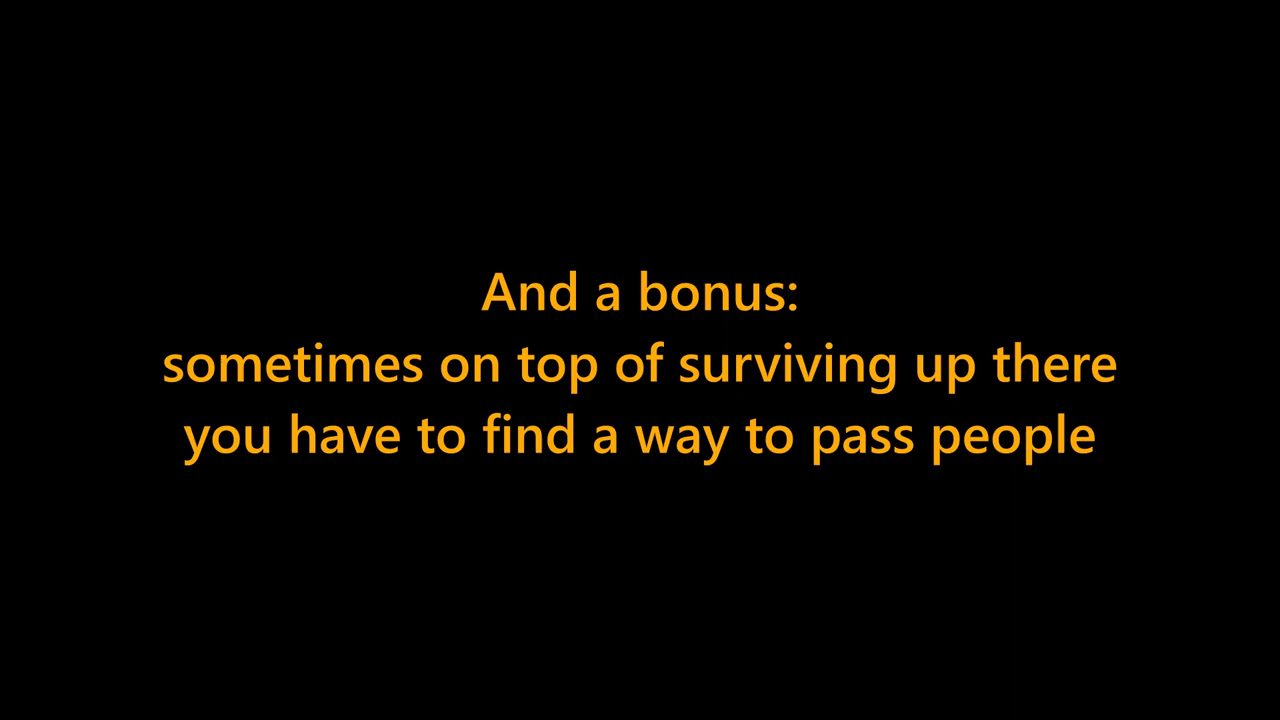 And a bonus:
sometimes on top of surviving up there
you have to find a way to pass people